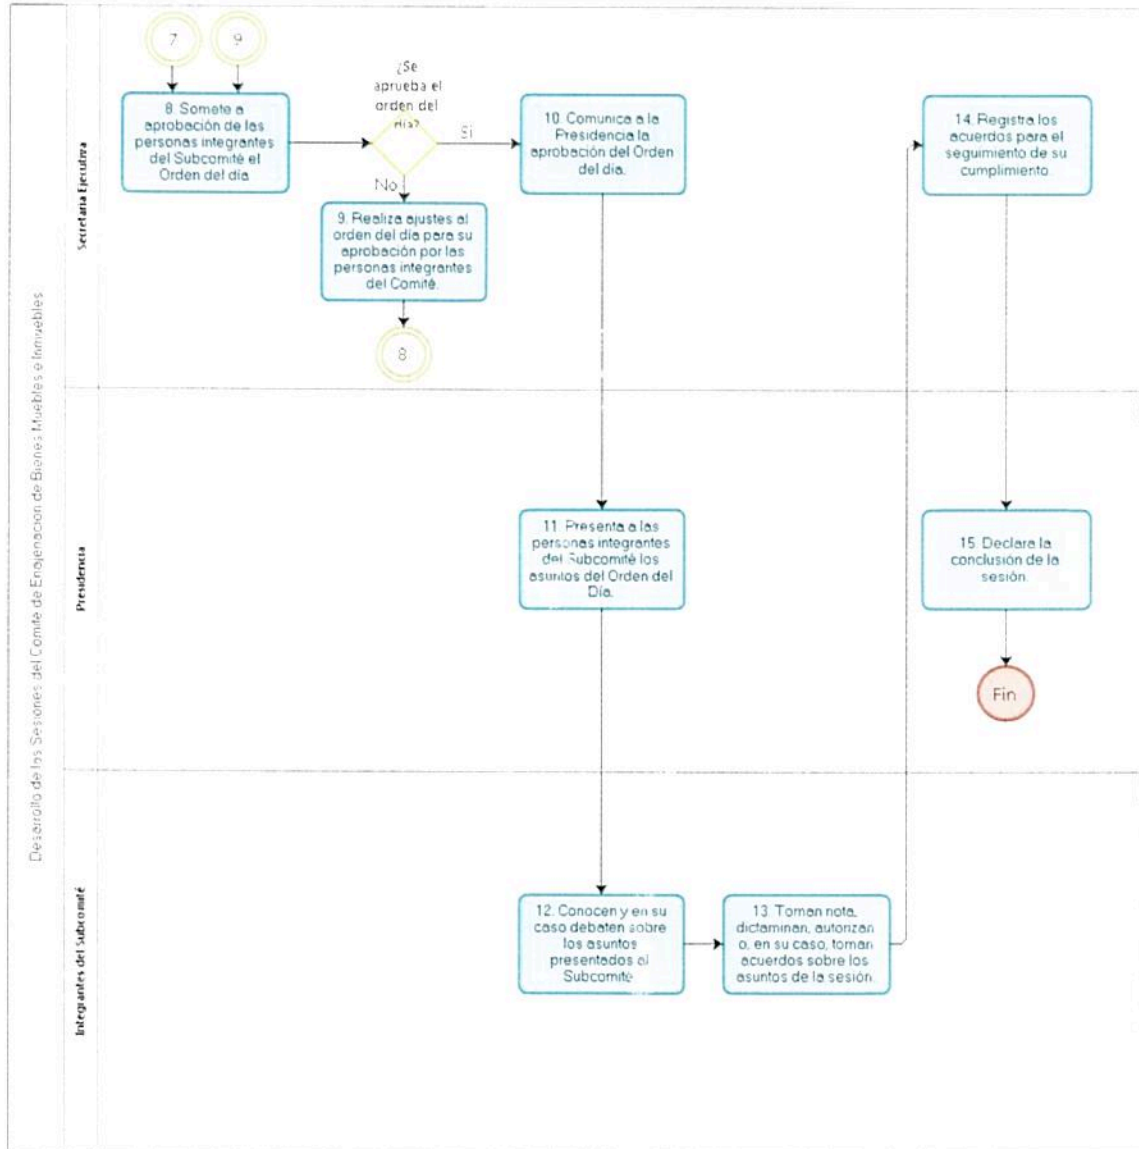 Desarrollo de las Sesiones del Comité de Enajenación de Bienes Muebles e Inmuebles
Secretaria Ejecutiva
7
9
8. Somete a
aprobación de las
personas integrantes
del Subcomité el
Orden del día
¿Se
aprueba el
orden del
día?
Si
No
9. Realiza ajustes al
orden del día para su
aprobación por las
personas integrantes
del Comité.
8
10. Comunica a la
Presidencia la
aprobación del Orden
del día.
14. Registra los
acuerdos para el
seguimiento de su
cumplimiento.
Presidencia
11. Presenta a las
personas integrantes
del Subcomité los
asuntos del Orden del
Día.
15. Declara la
conclusión de la
sesión.
Fin
Integrantes del Subcomité
12. Conocen y en su
caso debaten sobre
los asuntos
presentados al
Subcomité
13. Toman nota,
dictaminan, autorizan
o, en su caso, toman
acuerdos sobre los
asuntos de la sesión.